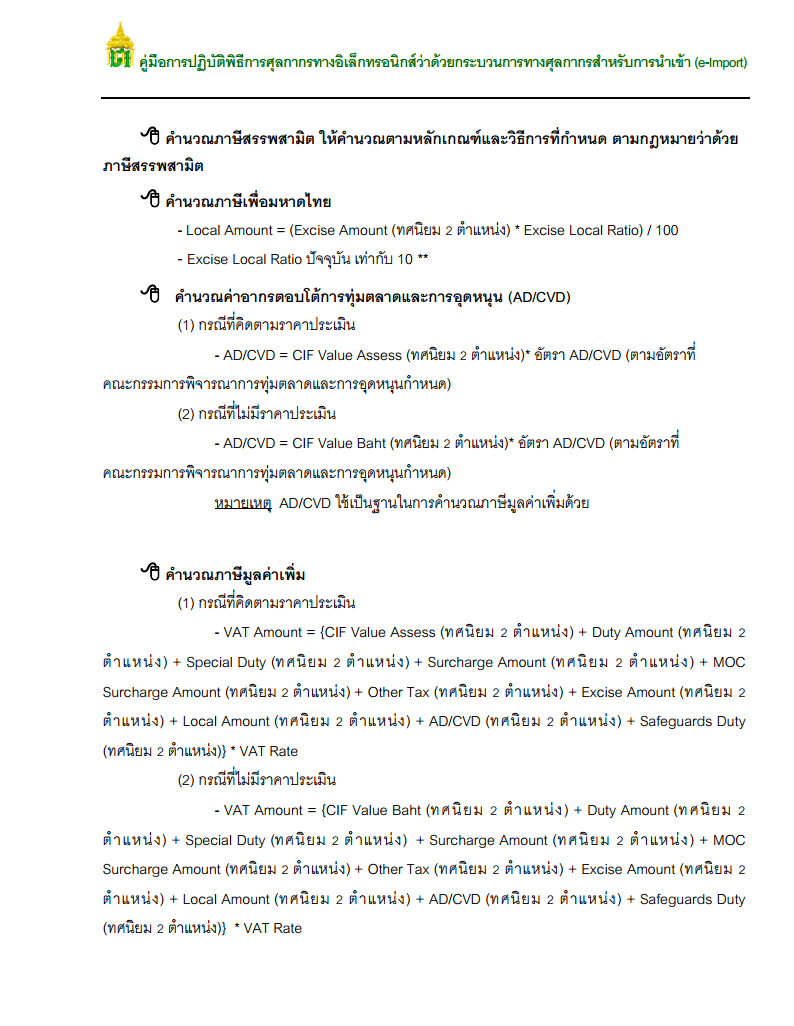 คู่มือการปฏิบัติพิธีการศุลกากรทางอิเล็กทรอนิกส์ว่าด้วยกระบวนการทางศุลกากรสำหรับการนำเข้า (e-Import)
คำนวณภาษีสรรพสามิต ให้คำนวณตามหลักเกณฑ์และวิธีการที่กำหนด ตามกฎหมายว่าด้วย
ภาษีสรรพสามิต
คำนวณภาษีเพื่อมหาดไทย
- Local Amount = (Excise Amount (ทศนิยม 2 ตำแหน่ง) * Excise Local Ratio) / 100
- Excise Local Ratio ปัจจุบัน เท่ากับ 10 **
คำนวณค่าอากรตอบโต้การทุ่มตลาดและการอุดหนุน (AD/CVD)
(1) กรณีที่คิดตามราคาประเมิน
- AD/CVD = CIF Value Assess (ทศนิยม 2 ตำแหน่ง)* อัตรา AD/CVD (ตามอัตราที่
คณะกรรมการพิจารณาการทุ่มตลาดและการอุดหนุนกำหนด)
(2) กรณีที่ไม่มีราคาประเมิน
- AD/CVD = CIF Value Baht (ทศนิยม 2 ตำแหน่ง)* อัตรา AD/CVD (ตามอัตราที่
คณะกรรมการพิจารณาการทุ่มตลาดและการอุดหนุนกำหนด)
หมายเหตุ AD/CVD ใช้เป็นฐานในการคำนวณภาษีมูลค่าเพิ่มด้วย
คำนวณภาษีมูลค่าเพิ่ม
(1) กรณีที่คิดตามราคาประเมิน
- VAT Amount = {CIF Value Assess (ทศนิยม 2 ตำแหน่ง) + Duty Amount (ทศนิยม 2
ตำแหน่ง) + Special Duty (ทศนิยม 2 ตำแหน่ง) + Surcharge Amount (ทศนิยม 2 ตำแหน่ง) + MOC
Surcharge Amount (ทศนิยม 2 ตำแหน่ง) + Other Tax (ทศนิยม 2 ตำแหน่ง) + Excise Amount (ทศนิยม 2
ตำแหน่ง) + Local Amount (ทศนิยม 2 ตำแหน่ง) + AD/CVD (ทศนิยม 2 ตำแหน่ง) + Safeguards Duty
(ทศนิยม 2 ตำแหน่ง)} * VAT Rate
(2) กรณีที่ไม่มีราคาประเมิน
- VAT Amount = {CIF Value Baht (ทศนิยม 2 ตำแหน่ง) + Duty Amount (ทศนิยม 2
ตำแหน่ง) + Special Duty (ทศนิยม 2 ตำแหน่ง) + Surcharge Amount (ทศนิยม 2 ตำแหน่ง) + MOC
Surcharge Amount (ทศนิยม 2 ตำแหน่ง) + Other Tax (ทศนิยม 2 ตำแหน่ง) + Excise Amount (ทศนิยม 2
ตำแหน่ง) + Local Amount (ทศนิยม 2 ตำแหน่ง) + AD/CVD (ทศนิยม 2 ตำแหน่ง) + Safeguards Duty
(ทศนิยม 2 ตำแหน่ง)} * VAT Rate